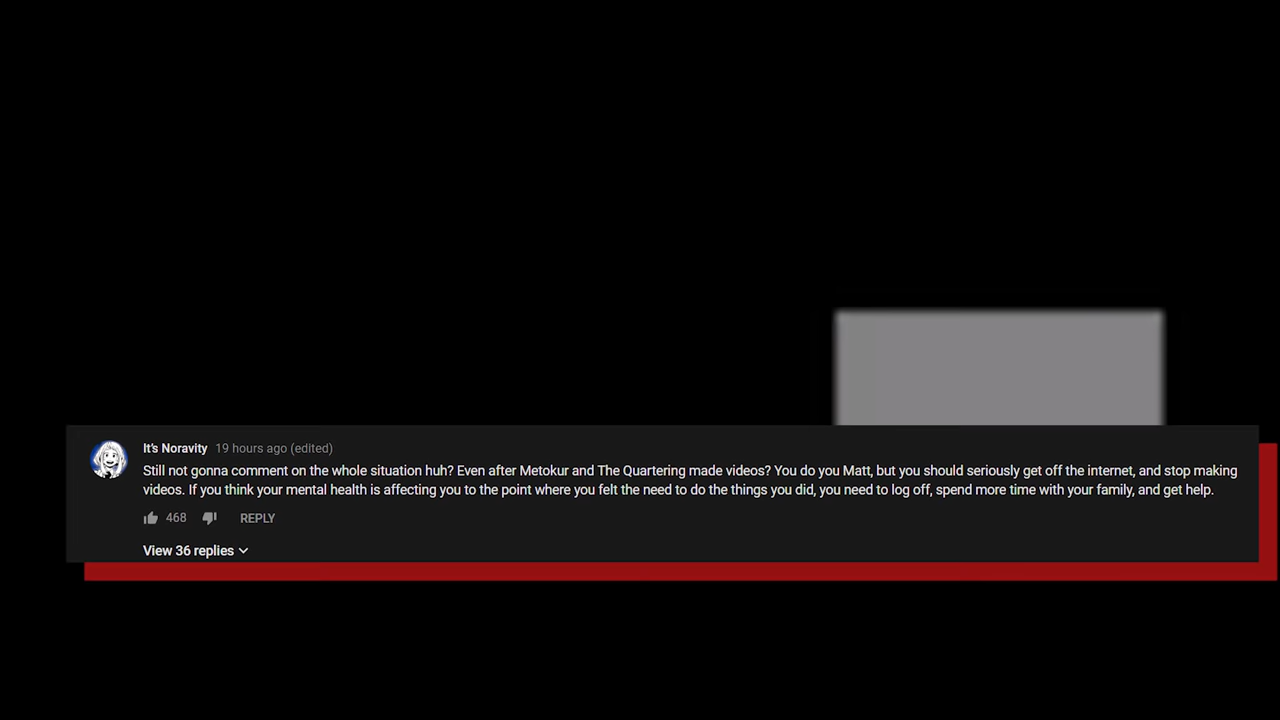 It's Noravity 19 hours ago (edited)
Still not gonna comment on the whole situation huh? Even after Metokur and The Quartering made videos? You do you Matt, but you should seriously get off the internet, and stop making
videos. If you think your mental health is affecting you to the point where you felt the need to do the things you did, you need to log off, spend more time with your family, and get help.
468 REPLY
View 36 replies